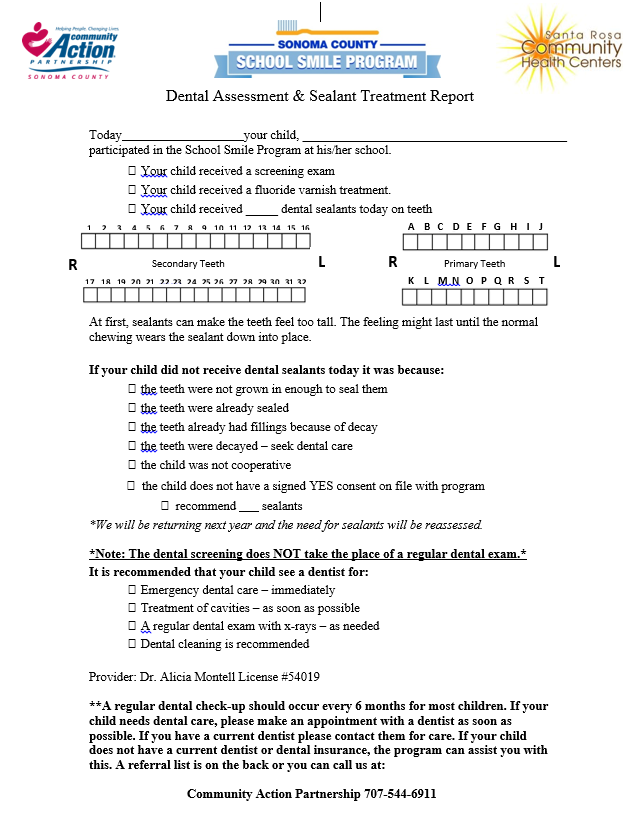 Helping People, Changing Lives
community
Action
PARTNERSHIP
SONOMA COUNTY
SONOMA COUNTY
SCHOOL SMILE PROGRAM
Santa Rosa
Community
Health Centers
Dental Assessment & Sealant Treatment Report
Today____________________your child, ___________________________________________
participated in the School Smile Program at his/her school.
☐ Your child received a screening exam
☐ Your child received a fluoride varnish treatment.
☐ Your child received _____ dental sealants today on teeth
1 2 3 4 5 6 7 8 9 10 11 12 13 14 15 16
A B C D E F G H I J
R Secondary Teeth L
R Primary Teeth L
17 18 19 20 21 22 23 24 25 26 27 28 29 30 31 32
K L M N O P Q R S T
At first, sealants can make the teeth feel too tall. The feeling might last until the normal
chewing wears the sealant down into place.
If your child did not receive dental sealants today it was because:
☐ the teeth were not grown in enough to seal them
☐ the teeth were already sealed
☐ the teeth already had fillings because of decay
☐ the teeth were decayed – seek dental care
☐ the child was not cooperative
☐ the child does not have a signed YES consent on file with program
☐ recommend ___ sealants
*We will be returning next year and the need for sealants will be reassessed.
*Note: The dental screening does NOT take the place of a regular dental exam.*
It is recommended that your child see a dentist for:
☐ Emergency dental care – immediately
☐ Treatment of cavities – as soon as possible
☐ A regular dental exam with x-rays – as needed
☐ Dental cleaning is recommended
Provider: Dr. Alicia Montell License #54019
**A regular dental check-up should occur every 6 months for most children. If your
child needs dental care, please make an appointment with a dentist as soon as
possible. If you have a current dentist please contact them for care. If your child
does not have a current dentist or dental insurance, the program can assist you with
this. A referral list is on the back or you can call us at:
Community Action Partnership 707-544-6911